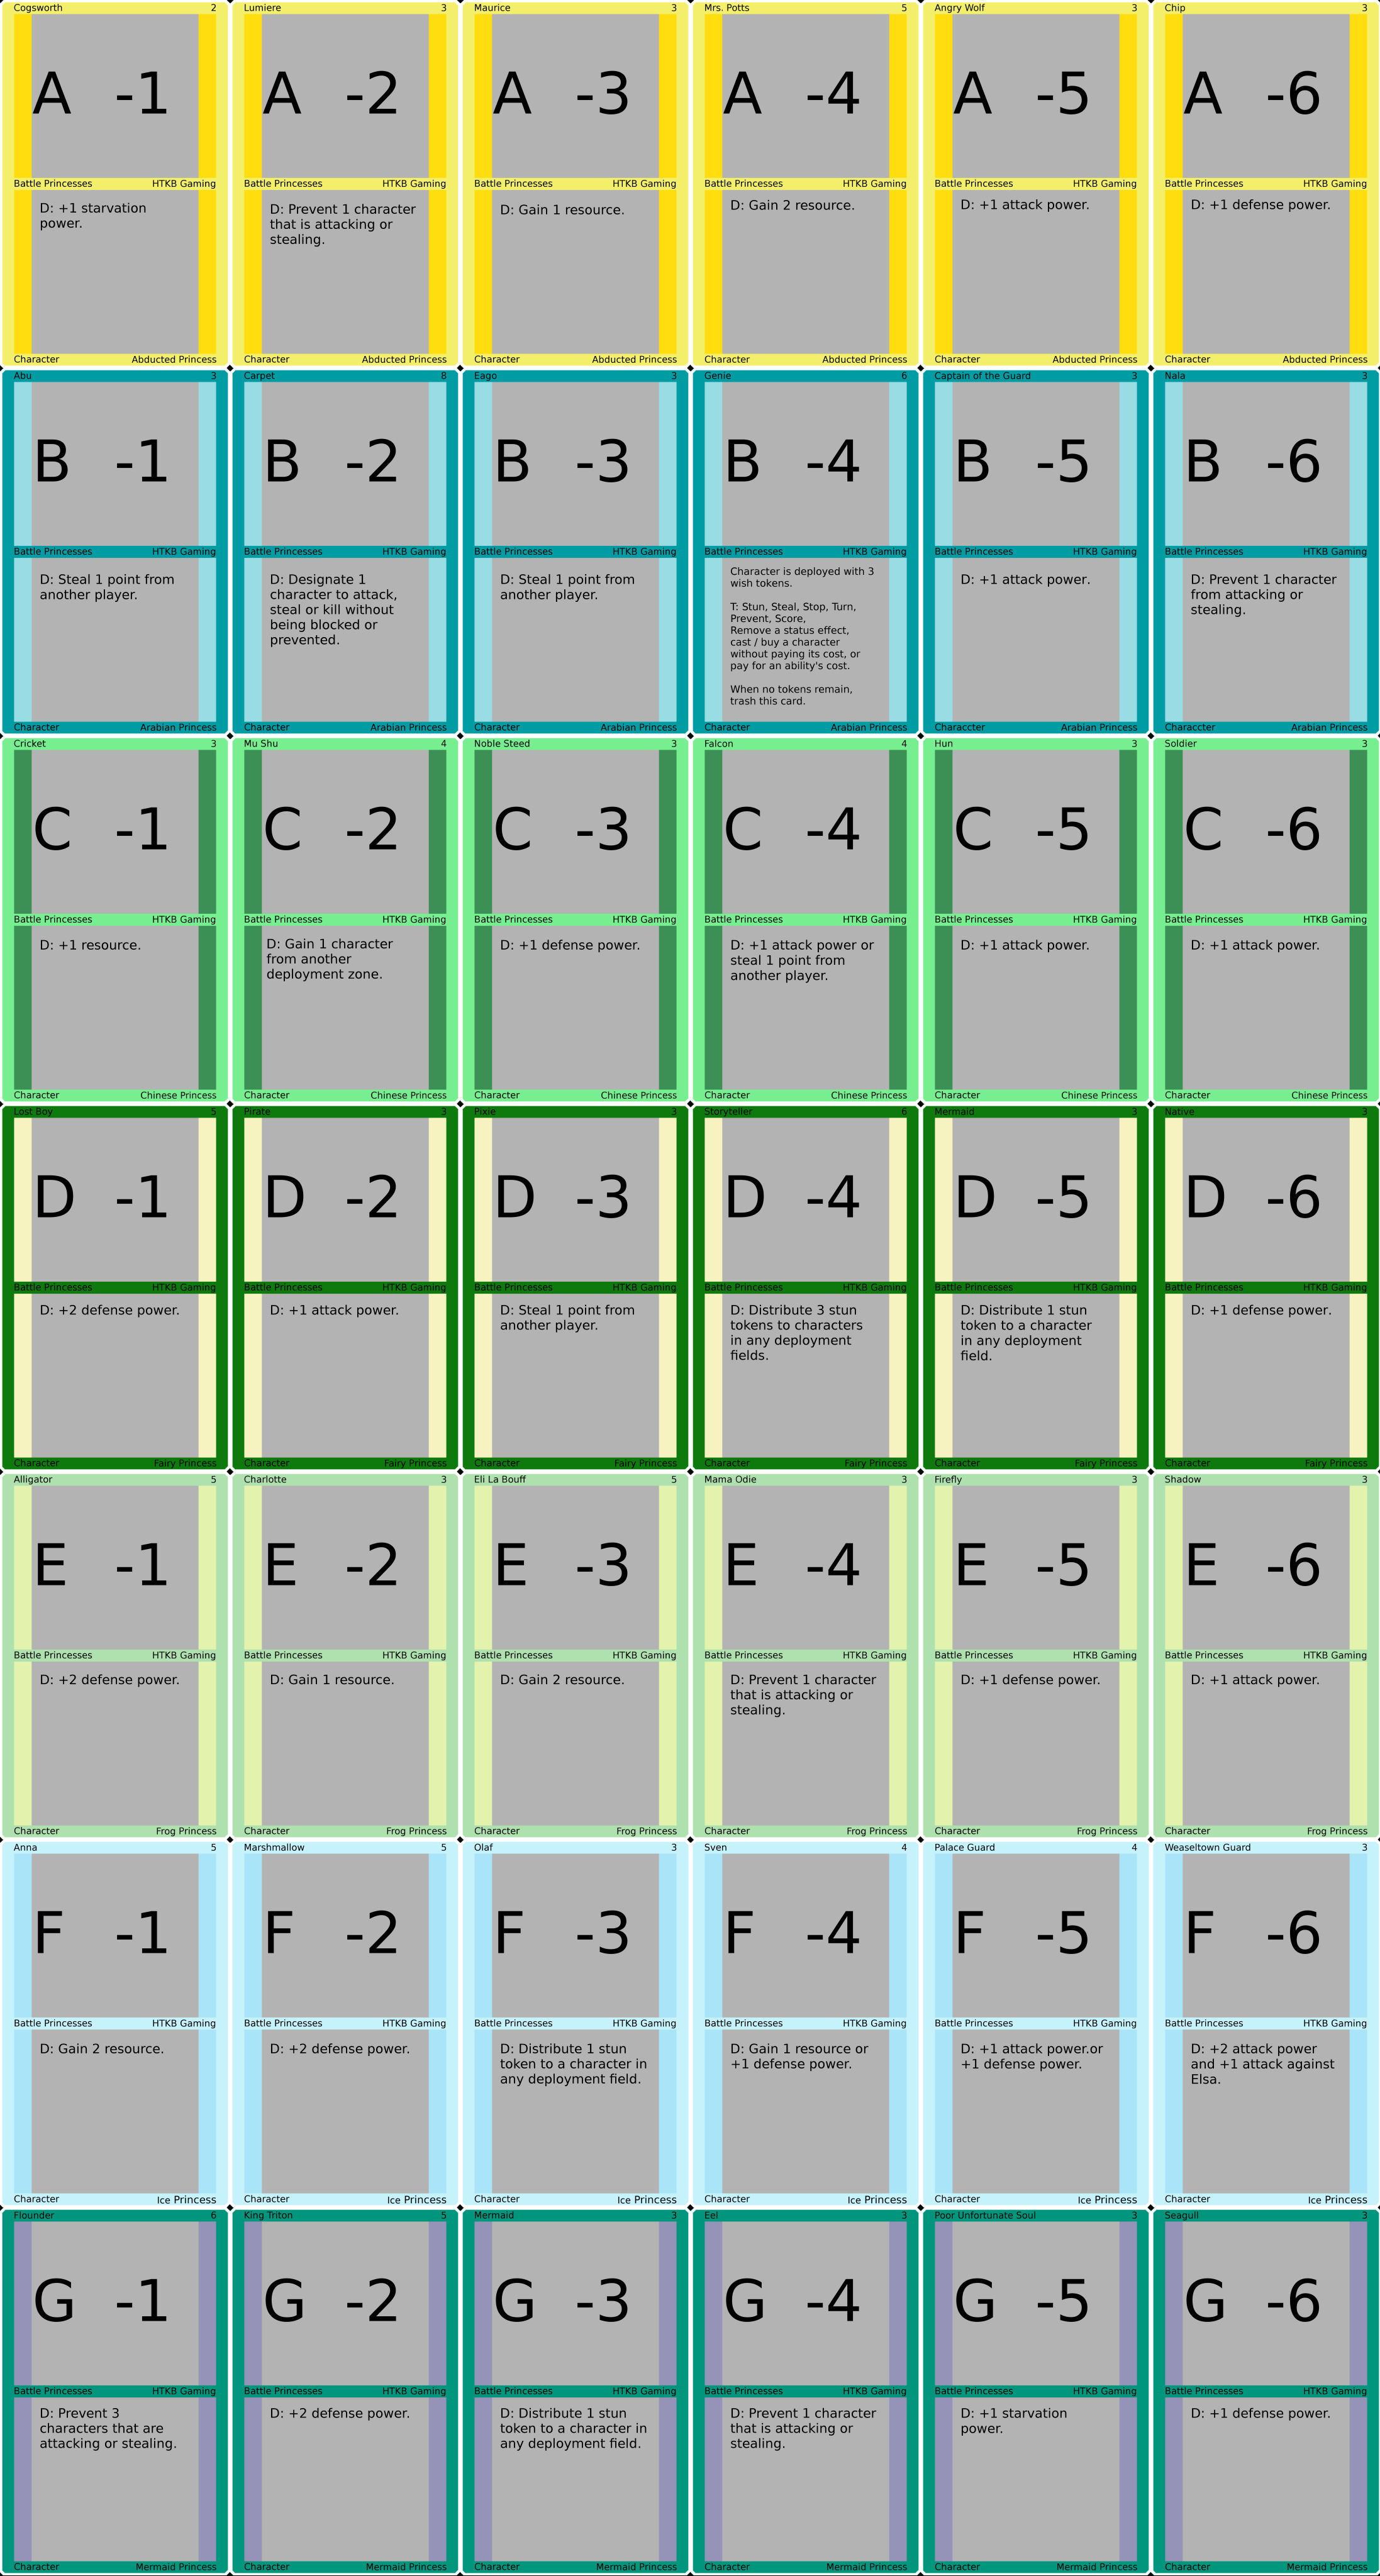 Cogsworth 2
A -1
Battle Princesses HTKB Gaming
D: +1 starvation
power.
Character Abducted Princess
Lumiere 3
A -2
Battle Princesses HTKB Gaming
D: Prevent 1 character
that is attacking or
stealing.
Character Abducted Princess
Maurice 3
A -3
Battle Princesses HTKB Gaming
D: Gain 1 resource.
Character Abducted Princess
Mrs. Potts 5
A -4
Battle Princesses HTKB Gaming
D: Gain 2 resource.
Character Abducted Princess
Angry Wolf 3
A -5
Battle Princesses HTKB Gaming
D: +1 attack power.
Character Abducted Princess
Chip 3
A -6
Battle Princesses HTKB Gaming
D: +1 defense power.
Character Abducted Princess
Abu 3
B -1
Battle Princesses HTKB Gaming
D: Steal 1 point from
another player.
Character Arabian Princess
Carpet 8
B -2
Battle Princesses HTKB Gaming
D: Designate 1
character to attack,
steal or kill without
being blocked or
prevented.
Character Arabian Princess
Eago 3
B -3
Battle Princesses HTKB Gaming
D: Steal 1 point from
another player.
Character Arabian Princess
Genie 6
B -4
Battle Princesses HTKB Gaming
Character is deployed with 3
wish tokens.
T: Stun, Steal, Stop, Turn,
Prevent, Score,
Remove a status effect,
cast / buy a character
without paying its cost, or
pay for an ability's cost.
When no tokens remain,
trash this card.
Character Arabian Princess
Captain of the Guard 3
B -5
Battle Princesses HTKB Gaming
D: +1 attack power.
Characcter Arabian Princess
Nala 3
B -6
Battle Princesses HTKB Gaming
D: Prevent 1 character
from attacking or
stealing.
Characcter Arabian Princess
Cricket 3
C -1
Battle Princesses HTKB Gaming
D: +1 resource.
Character Chinese Princess
Mu Shu 4
C -2
Battle Princesses HTKB Gaming
D: Gain 1 character
from another
deployment zone.
Character Chinese Princess
Noble Steed 3
C -3
Battle Princesses HTKB Gaming
D: +1 defense power.
Character Chinese Princess
Falcon 4
C -4
Battle Princesses HTKB Gaming
D: +1 attack power or
steal 1 point from
another player.
Character Chinese Princess
Hun 3
C -5
Battle Princesses HTKB Gaming
D: +1 attack power.
Character Chinese Princess
Soldier 3
C -6
Battle Princesses HTKB Gaming
D: +1 attack power.
Character Chinese Princess
Lost Boy 5
D -1
Battle Princesses HTKB Gaming
D: +2 defense power.
Character Fairy Princess
Pirate 3
D -2
Battle Princesses HTKB Gaming
D: +1 attack power.
Character Fairy Princess
Pixie 3
D -3
Battle Princesses HTKB Gaming
D: Steal 1 point from
another player.
Character Fairy Princess
Storyteller 6
D -4
Battle Princesses HTKB Gaming
D: Distribute 3 stun
tokens to characters
in any deployment
fields.
Character Fairy Princess
Mermaid 3
D -5
Battle Princesses HTKB Gaming
D: Distribute 1 stun
token to a character
in any deployment
field.
Character Fairy Princess
Native 3
D -6
Battle Princesses HTKB Gaming
D: +1 defense power.
Character Fairy Princess
Alligator 5
E -1
Battle Princesses HTKB Gaming
D: +2 defense power.
Character Frog Princess
Charlotte 3
E -2
Battle Princesses HTKB Gaming
D: Gain 1 resource.
Character Frog Princess
Eli La Bouff 5
E -3
Battle Princesses HTKB Gaming
D: Gain 2 resource.
Character Frog Princess
Mama Odie 3
E -4
Battle Princesses HTKB Gaming
D: Prevent 1 character
that is attacking or
stealing.
Character Frog Princess
Firefly 3
E -5
Battle Princesses HTKB Gaming
D: +1 defense power.
Character Frog Princess
Shadow 3
E -6
Battle Princesses HTKB Gaming
D: +1 attack power.
Character Frog Princess
Anna 5
F -1
Battle Princesses HTKB Gaming
D: Gain 2 resource.
Character Ice Princess
Marshmallow 5
F -2
Battle Princesses HTKB Gaming
D: +2 defense power.
Character Ice Princess
Olaf 3
F -3
Battle Princesses HTKB Gaming
D: Distribute 1 stun
token to a character in
any deployment field.
Character Ice Princess
Sven 4
F -4
Battle Princesses HTKB Gaming
D: Gain 1 resource or
+1 defense power.
Character Ice Princess
Palace Guard 4
F -5
Battle Princesses HTKB Gaming
D: +1 attack power.or
+1 defense power.
Character Ice Princess
Weaseltown Guard 3
F -6
Battle Princesses HTKB Gaming
D: +2 attack power
and +1 attack against
Elsa.
Character Ice Princess
Flounder 6
G -1
Battle Princesses HTKB Gaming
D: Prevent 3
characters that are
attacking or stealing.
Character Mermaid Princess
King Triton 5
G -2
Battle Princesses HTKB Gaming
D: +2 defense power.
Character Mermaid Princess
Mermaid 3
G -3
Battle Princesses HTKB Gaming
D: Distribute 1 stun
token to a character in
any deployment field.
Character Mermaid Princess
Eel 3
G -4
Battle Princesses HTKB Gaming
D: Prevent 1 character
that is attacking or
stealing.
Character Mermaid Princess
Poor Unfortunate Soul 3
G -5
Battle Princesses HTKB Gaming
D: +1 starvation
power.
Character Mermaid Princess
Seagull 3
G -6
Battle Princesses HTKB Gaming
D: +1 defense power.
Character Mermaid Princess